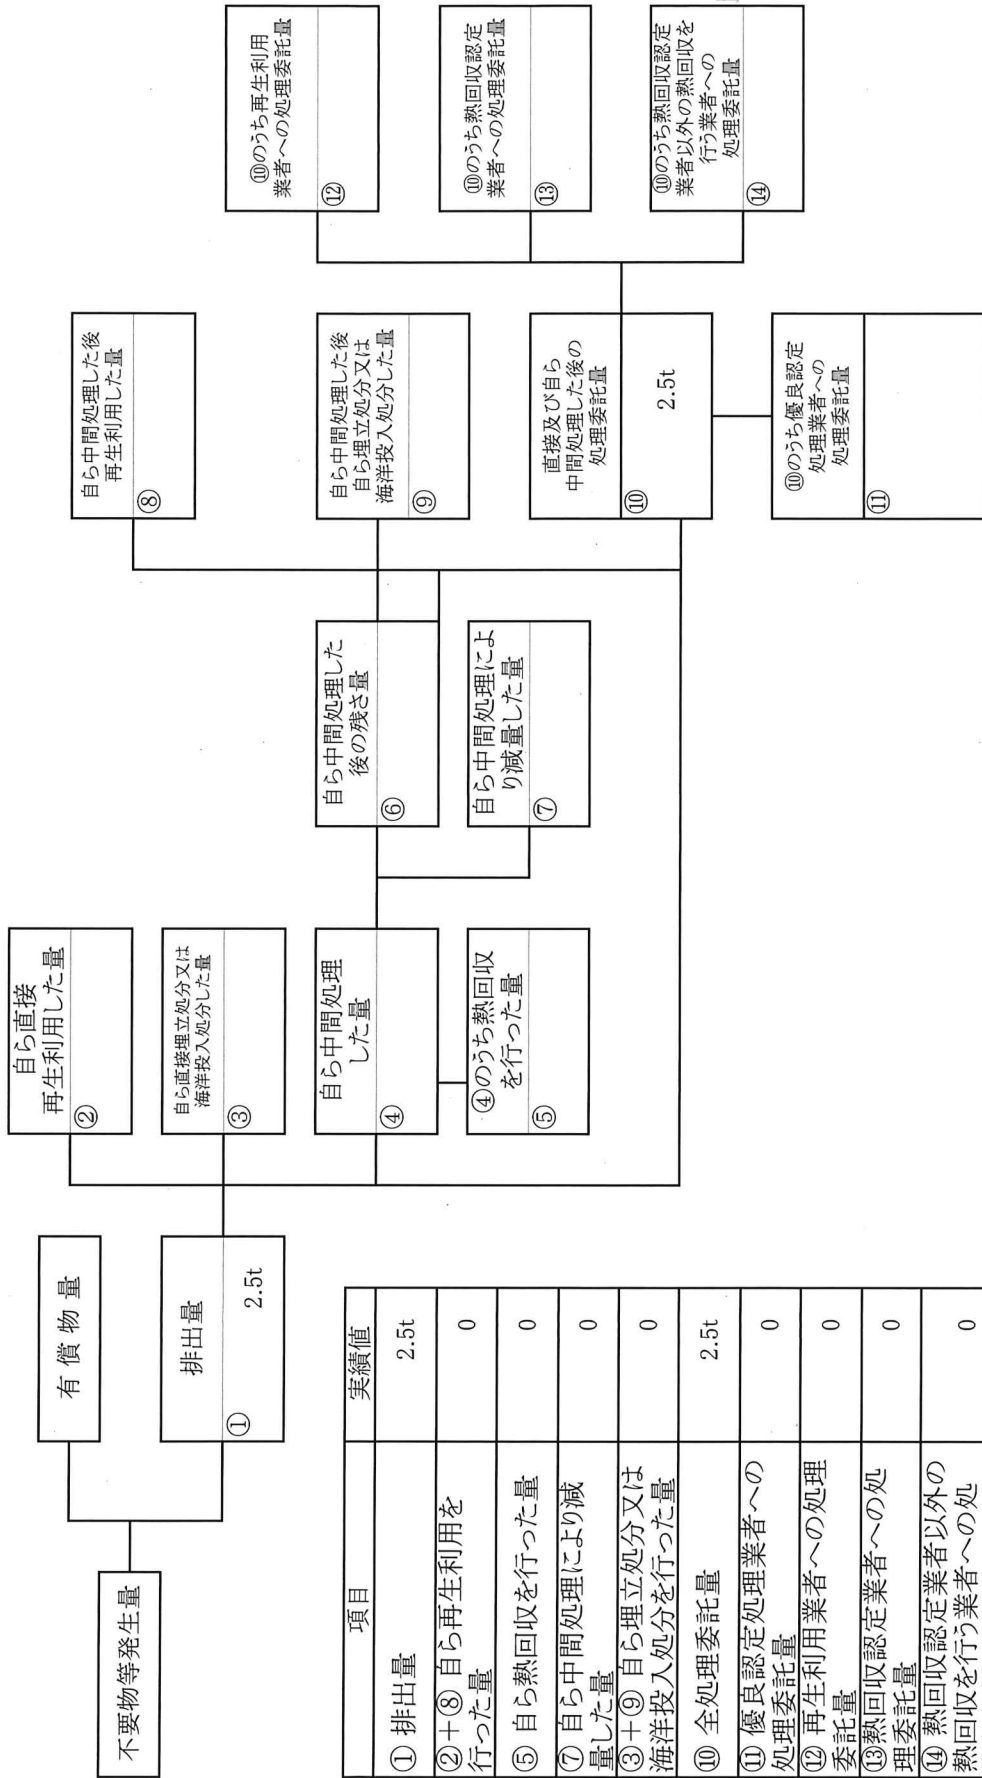 不要物等発生量
有償物量
排出量
①
2.5t
自ら直接
再生利用した量
②
自ら直接埋立処分又は
海洋投入処分した量
③
自ら中間処理
した量
④
④のうち熱回収
を行った量
⑤
自ら中間処理した
後の残さ量
⑥
自ら中間処理によ
り減量した量
⑦
自ら中間処理した後
再生利用した量
⑧
自ら中間処理した後
自ら埋立処分又は
海洋投入処分した量
⑨
直接及び自ら
中間処理した後の
処理委託量
⑩
2.5t
⑩のうち優良認定
処理業者への
処理委託量
⑪
⑩のうち再生利用
業者への処理委託量
⑫
⑩のうち熱回収認定
業者への処理委託量
⑬
⑩のうち熱回収認定
業者以外の熱回収を
行う業者への
処理委託量
⑭
項目 実績値
① 排出量 2.5t
②+⑧ 自ら再生利用を
行った量 0
⑤ 自ら熱回収を行った量 0
⑦ 自ら中間処理により減
量した量 0
③+⑨ 自ら埋立処分又は
海洋投入処分を行った量 0
⑩ 全処理委託量 2.5t
⑪ 優良認定処理業者への
処理委託量 0
⑫ 再生利用業者への処理
委託量 0
⑬熱回収認定業者への処
理委託量 0
⑭ 熱回収認定業者以外の
熱回収を行う業者への処 0